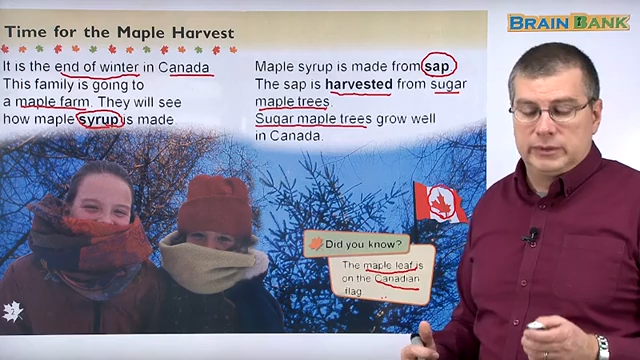 Time for the Maple Harvest
BRAIN BANK
It is the end of winter in Canada
This family is going to
a maple farm. They will see
how maple syrup is made.
Maple syrup is made from sap
The sap is harvested from sugar
maple trees.
Sugar maple trees grow well
in Canada.
Did you know?
The maple leaf is
on the Canadian
flag
2